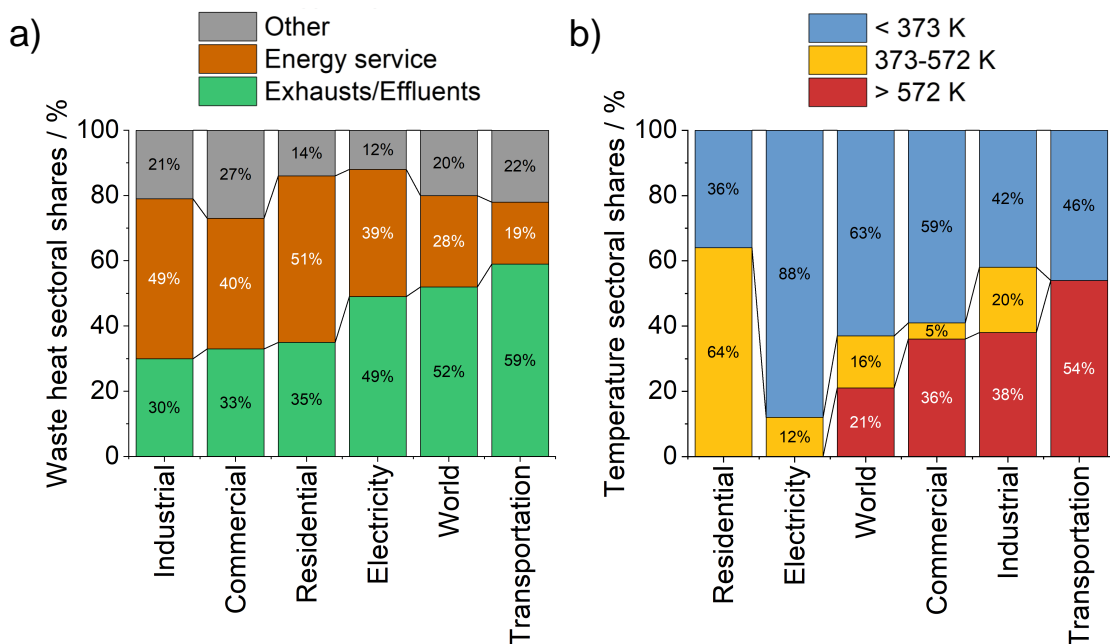 a)
Other
Energy service
Exhausts/Effluents
Waste heat sectoral shares / %
100
80
60
40
20
0
21% 27% 14% 12% 20% 22%
49% 40% 51% 39% 28% 19%
30% 33% 35% 49% 52% 59%
Industrial
Commercial
Residential
Electricity
World
Transportation
b)
< 373 K
373-572 K
> 572 K
Temperature sectoral shares / %
100
80
60
40
20
0
36% 88% 63% 59% 42% 46%
64% 12% 16% 5% 20%
21% 36% 38% 54%
Residential
Electricity
World
Commercial
Industrial
Transportation